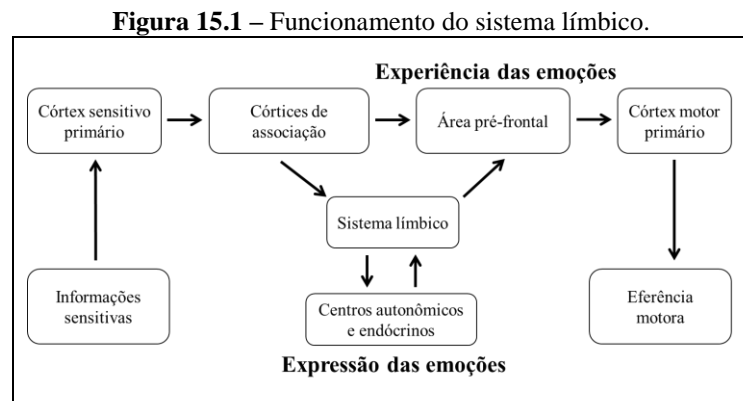 Figura 15.1 – Funcionamento do sistema límbico.
Experiência das emoções
Córtex sensitivo
primário
Córtices de
associação
Área pré-frontal
Córtex motor
primário
Sistema límbico
Informações
sensitivas
Centros autonômicos
e endócrinos
Eferência
motora
Expressão das emoções